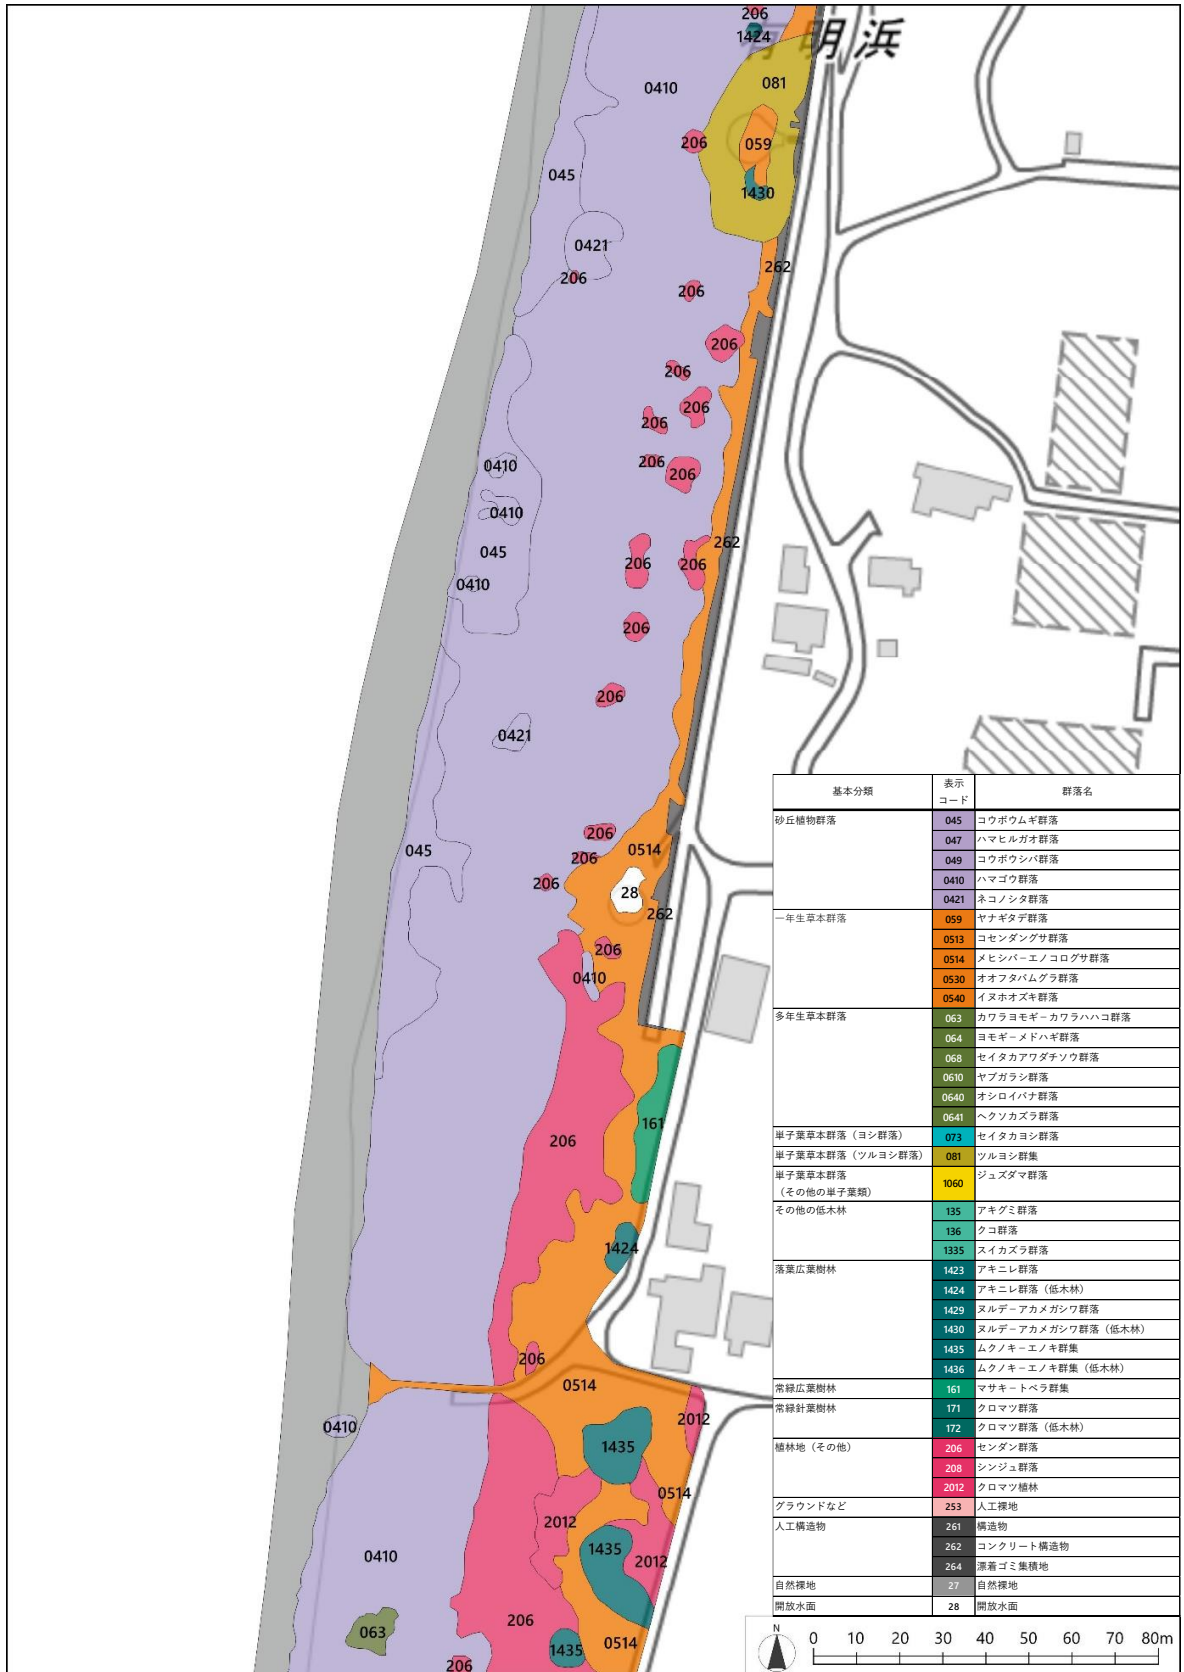 206
有明浜
1424
0410
081
206
059
045
1430
0421
262
206
206
206
206
206
206
0410
206
206
0410
262
045
206
206
0410
206
206
0421
206
0514
045
206
206
28
262
206
0410
161
206
1424
206
0514
2012
0410
1435
0514
2012
1435
2012
0410
206
063
0514
1435
206
基本分類 表示コード 群落名
砂丘植物群落 045 コウボウムギ群落
047 ハマヒルガオ群落
049 コウボウシバ群落
0410 ハマゴウ群落
0421 ネコノシタ群落
一年生草本群落 059 ヤナギタデ群落
0513 コセンダングサ群落
0514 メヒシバ－エノコログサ群落
0530 オオフタバムグラ群落
0540 イヌホオズキ群落
多年生草本群落 063 カワラヨモギ－カワラハハコ群落
064 ヨモギ－メドハギ群落
068 セイタカアワダチソウ群落
0610 ヤブガラシ群落
0640 オシロイバナ群落
0641 ヘクソカズラ群落
単子葉草本群落（ヨシ群落） 073 セイタカヨシ群落
単子葉草本群落（ツルヨシ群落） 081 ツルヨシ群集
単子葉草本群落
（その他の単子葉類） 1060 ジュズダマ群落
その他の低木林 135 アキグミ群落
136 クコ群落
1335 スイカズラ群落
落葉広葉樹林 1423 アキニレ群落
1424 アキニレ群落（低木林）
1429 ヌルデ－アカメガシワ群落
1430 ヌルデ－アカメガシワ群落（低木林）
1435 ムクノキ－エノキ群集
1436 ムクノキ－エノキ群集（低木林）
常緑広葉樹林 161 マサキ－トベラ群集
常緑針葉樹林 171 クロマツ群落
172 クロマツ群落（低木林）
植林地（その他） 206 センダン群落
208 シンジュ群落
2012 クロマツ植林
グラウンドなど 253 人工裸地
人工構造物 261 構造物
262 コンクリート構造物
264 漂着ゴミ集積地
自然裸地 27 自然裸地
開放水面 28 開放水面
N
0 10 20 30 40 50 60 70 80m